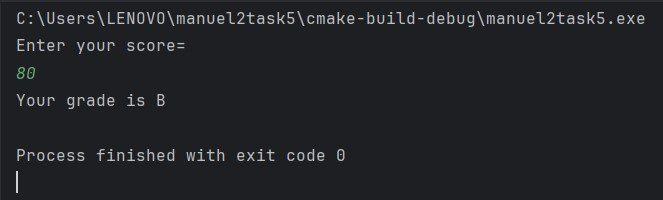 C:\Users\LENOVO\manuel2task5\cmake-build-debug\manuel2task5.exe
Enter your score=
80
Your grade is B
Process finished with exit code 0